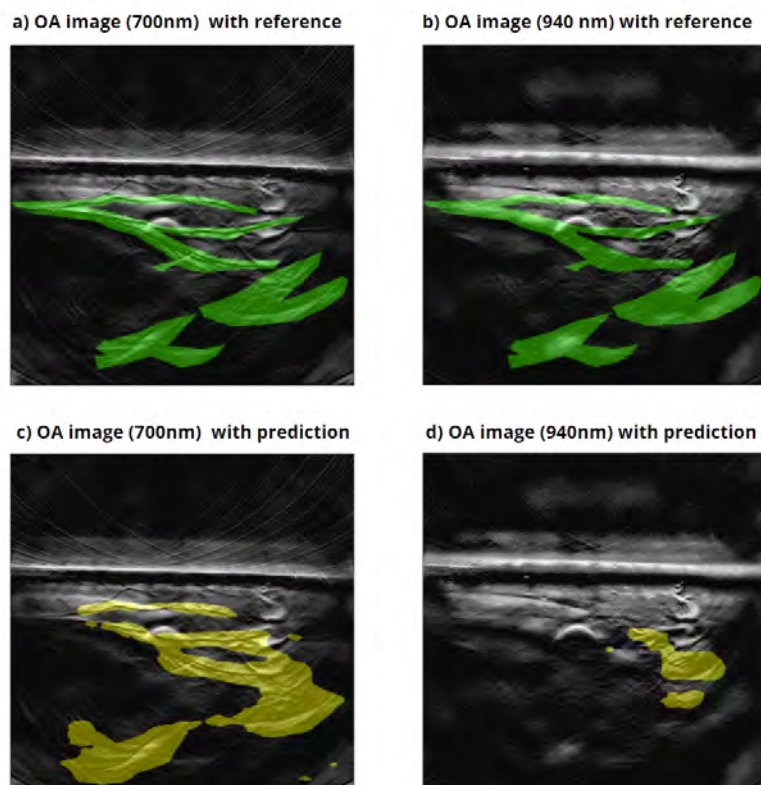 a) OA image (700nm) with reference
b) OA image (940 nm) with reference
c) OA image (700nm) with prediction
d) OA image (940nm) with prediction